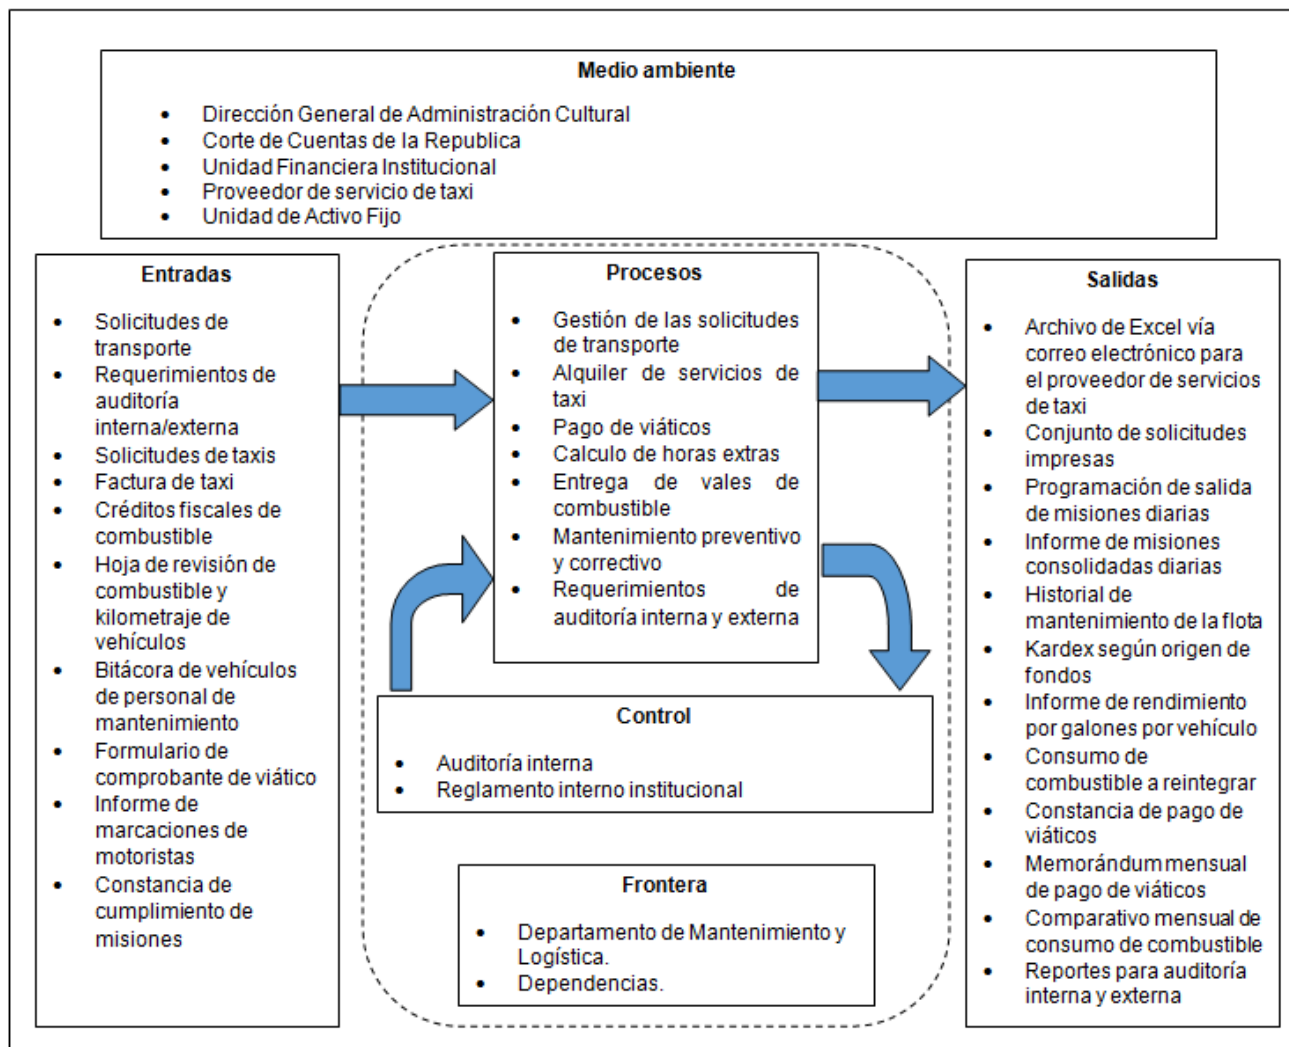 Medio ambiente
• Dirección General de Administración Cultural
• Corte de Cuentas de la Republica
• Unidad Financiera Institucional
• Proveedor de servicio de taxi
• Unidad de Activo Fijo
Entradas
• Solicitudes de
transporte
• Requerimientos de
auditoría
interna/externa
• Solicitudes de taxis
• Factura de taxi
• Créditos fiscales de
combustible
• Hoja de revisión de
combustible y
kilometraje de
vehículos
• Bitácora de vehículos
de personal de
mantenimiento
• Formulario de
comprobante de viático
• Informe de
marcaciones de
motoristas
• Constancia de
cumplimiento de
misiones
Procesos
• Gestión de las solicitudes
de transporte
• Alquiler de servicios de
taxi
• Pago de viáticos
• Calculo de horas extras
• Entrega de vales de
combustible
• Mantenimiento preventivo
y correctivo
• Requerimientos de
auditoría interna y externa
Control
• Auditoría interna
• Reglamento interno institucional
Frontera
• Departamento de Mantenimiento y
Logística.
• Dependencias.
Salidas
• Archivo de Excel vía
correo electrónico para
el proveedor de servicios
de taxi
• Conjunto de solicitudes
impresas
• Programación de salida
de misiones diarias
• Informe de misiones
consolidadas diarias
• Historial de
mantenimiento de la flota
• Kardex según origen de
fondos
• Informe de rendimiento
por galones por vehículo
• Consumo de
combustible a reintegrar
• Constancia de pago de
viáticos
• Memorándum mensual
de pago de viáticos
• Comparativo mensual de
consumo de combustible
• Reportes para auditoría
interna y externa